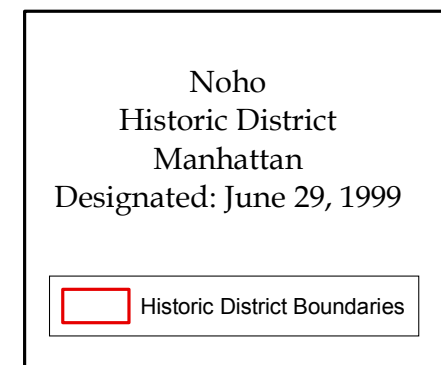 Noho
Historic District
Manhattan
Designated: June 29, 1999
Historic District Boundaries